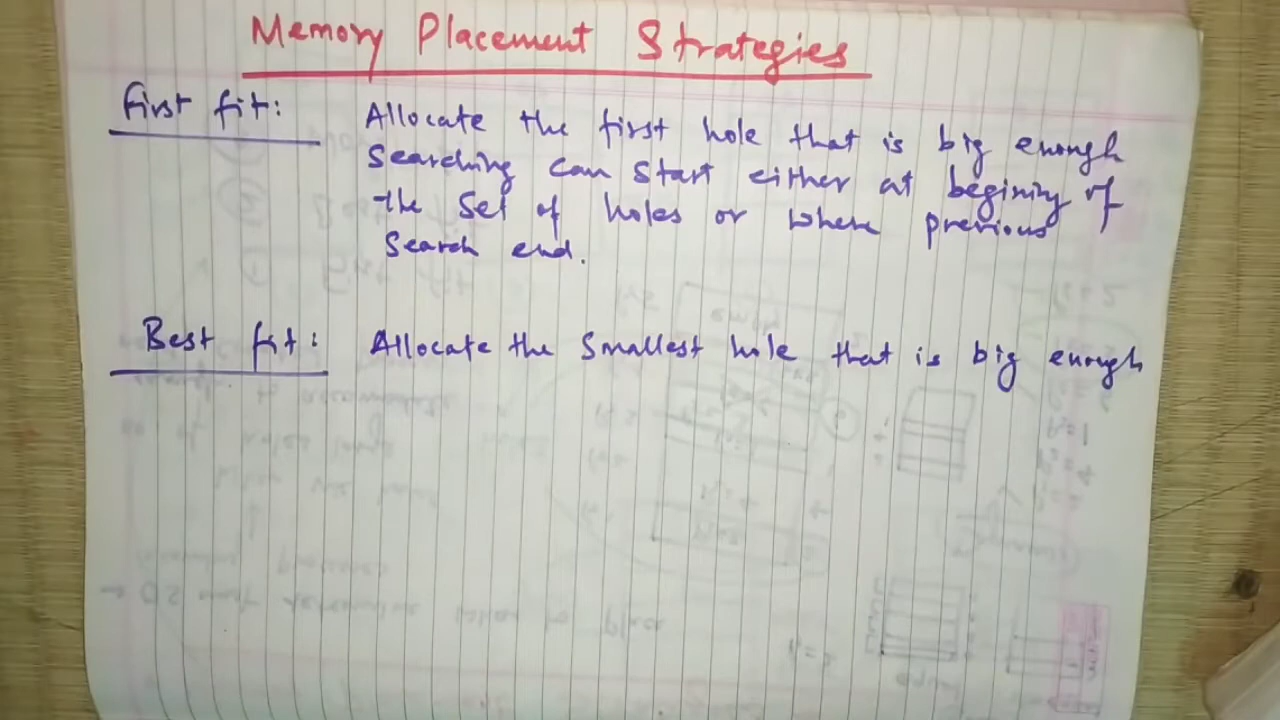 Memory Placement Strategies
First fit: Allocate the first hole that is big enough
Searching can start either at begining of
the set of holes or where previous
Search end.
Best fit: Allocate the smallest hole that is big enough